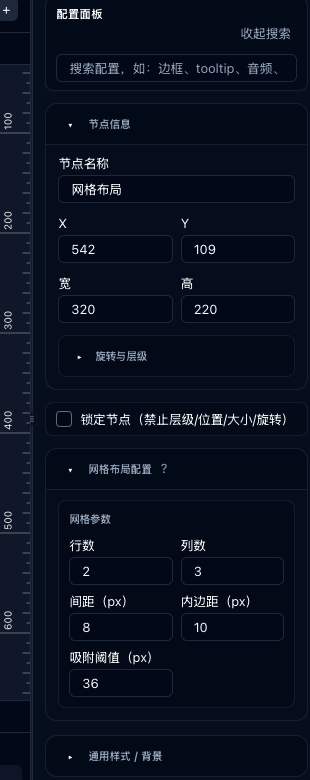 +
配置面板
收起搜索
搜索配置，如：边框、tooltip、音频、
节点信息
节点名称
网格布局
X Y
542 109
宽 高
320 220
旋转与层级
锁定节点（禁止层级/位置/大小/旋转）
网格布局配置 ?
网格参数
行数 列数
2 3
间距（px） 内边距（px）
8 10
吸附阈值（px）
36
通用样式 / 背景
100
200
300
400
500
600